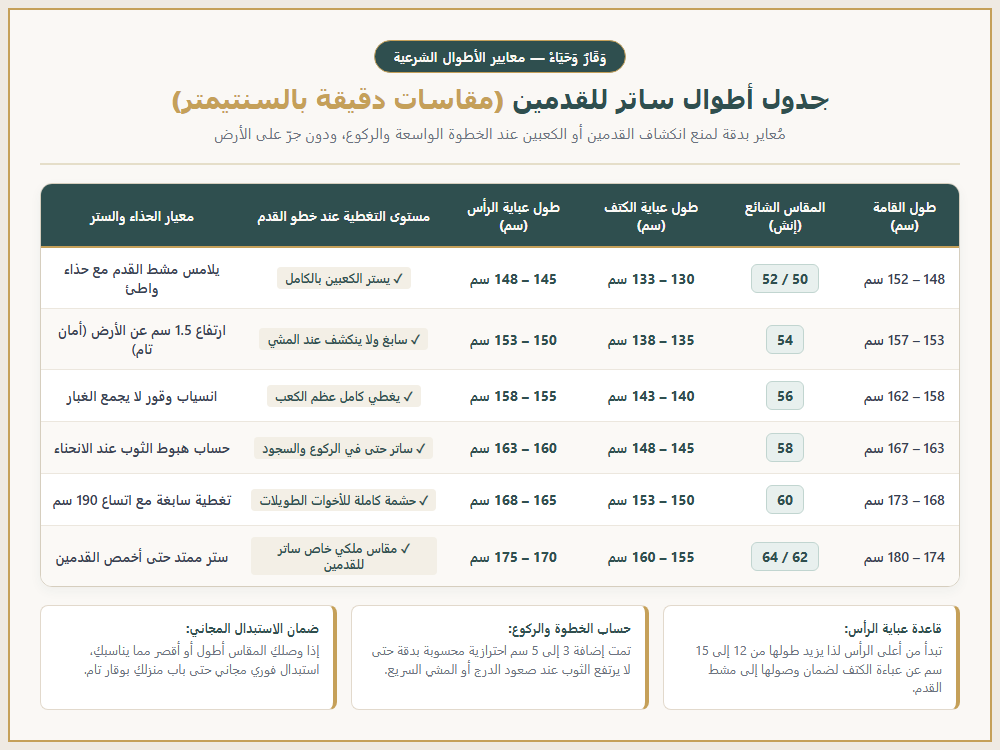 وَقَارٌ وَحَيَاءٌ — معايير الأطوال الشرعية
جدول أطوال ساتر للقدمين (مقاسات دقيقة بالسنتيمتر)
مُعاير بدقة لمنع انكشاف القدمين أو الكعبين عند الخطوة الواسعة والركوع، ودون جرّ على الأرض
طول القامة (سم)
المقاس الشائع (إنش)
طول عباية الكتف (سم)
طول عباية الرأس (سم)
مستوى التغطية عند خطو القدم
معيار الحذاء والستر
148 – 152 سم
50 / 52
130 – 133 سم
145 – 148 سم
✓ يستر الكعبين بالكامل
يلامس مشط القدم مع حذاء
واطئ
153 – 157 سم
54
135 – 138 سم
150 – 153 سم
✓ سابغ ولا ينكشف عند المشي
ارتفاع 1.5 سم عن الأرض (أمان
تام)
158 – 162 سم
56
140 – 143 سم
155 – 158 سم
✓ يغطي كامل عظم الكعب
انسياب وقور لا يجمع الغبار
163 – 167 سم
58
145 – 148 سم
160 – 163 سم
✓ ساتر حتى في الركوع والسجود
حساب هبوط الثوب عند الانحناء
168 – 173 سم
60
150 – 153 سم
165 – 168 سم
✓ حشمة كاملة للأخوات الطويلات
تغطية سابغة مع اتساع 190 سم
174 – 180 سم
62 / 64
155 – 160 سم
170 – 175 سم
✓ مقاس ملكي خاص ساتر
للقدمين
ستر ممتد حتى أخمص القدمين
قاعدة عباية الرأس:
تبدأ من أعلى الرأس لذا يزيد طولها من 12 إلى 15
سم عن عباءة الكتف لضمان وصولها إلى مشط
القدم.
حساب الخطوة والركوع:
تمت إضافة 3 إلى 5 سم احترازية محسوبة بدقة حتى
لا يرتفع الثوب عند صعود الدرج أو المشي السريع.
ضمان الاستبدال المجاني:
إذا وصلكِ المقاس أطول أو أقصر مما يناسبكِ،
استبدال فوري مجاني حتى باب منزلكِ بوقار تام.